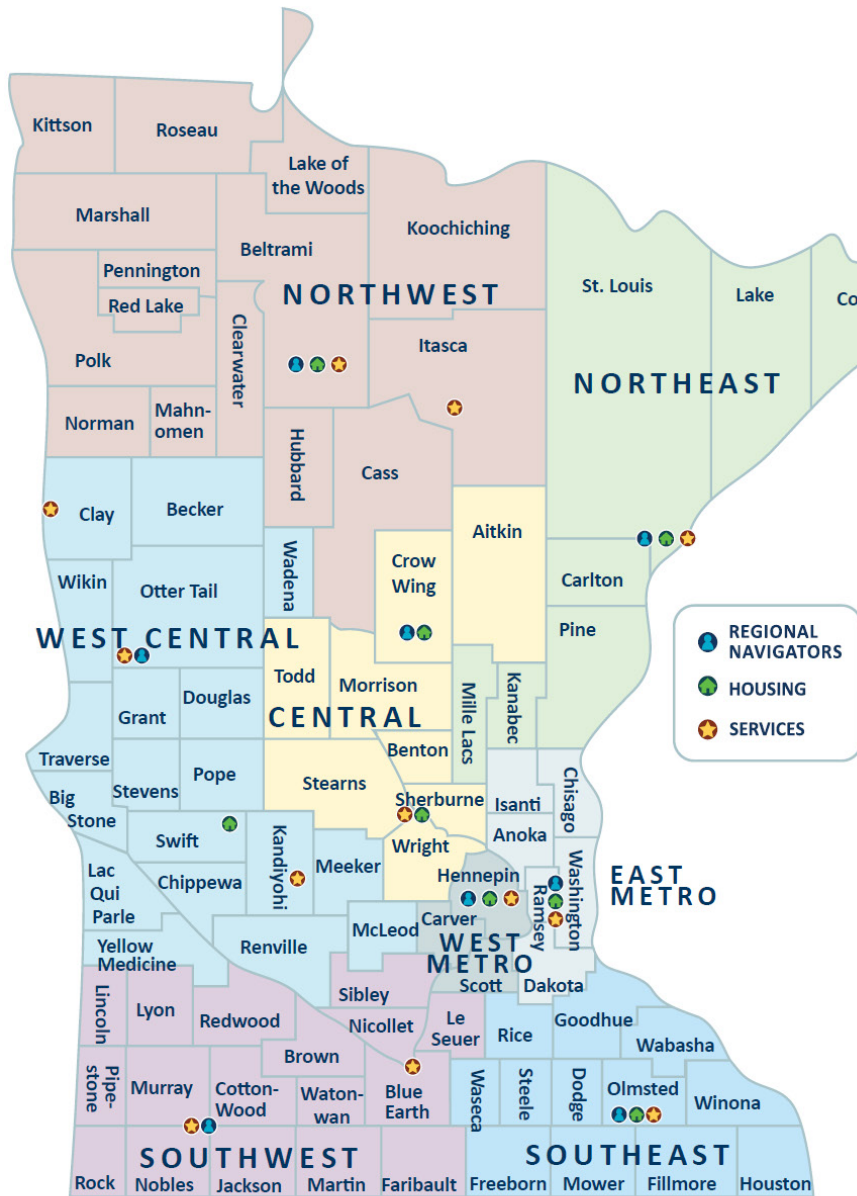 Kittson
Roseau
Lake of
the Woods
Marshall
Koochiching
Beltrami
Pennington
NORTHWEST
Red Lake
St. Louis
Lake
Co
Clearwater
Itasca
Polk
NORTHEAST
Norman
Mahn-
omen
Hubbard
Cass
Clay
Becker
Aitkin
Wadena
Crow
Wing
Wikin
Otter Tail
Carlton
Pine
WEST CENTRAL
REGIONAL
NAVIGATORS
HOUSING
SERVICES
Todd
Morrison
Mille Lacs
Kanabec
Grant
Douglas
CENTRAL
Benton
Traverse
Stevens
Pope
Stearns
Big
Stone
Sherburne
Isanti
Chisago
Swift
Kandiyohi
Anoka
Wright
Meeker
Lac
Qui
Parle
Chippewa
Hennepin
Ramsey
Washington
EAST
METRO
Carver
McLeod
WEST
METRO
Yellow
Medicine
Renville
Scott
Dakota
Sibley
Lincoln
Lyon
Redwood
Nicollet
Le
Seuer
Rice
Goodhue
Wabasha
Brown
Pipe-
stone
Murray
Cotton-
Wood
Waton-
wan
Blue
Earth
Waseca
Steele
Dodge
Olmsted
Winona
SOUTHWEST
SOUTHEAST
Rock
Nobles
Jackson
Martin
Faribault
Freeborn
Mower
Fillmore
Houston